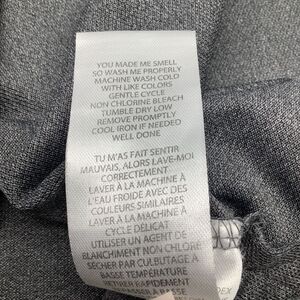 YOU MADE ME SMELL
SO WASH ME PROPERLY
MACHINE WASH COLD
WITH LIKE COLORS
GENTLE CYCLE
NON CHLORINE BLEACH
TUMBLE DRY LOW
REMOVE PROMPTLY
COOL IRON IF NEEDED
WELL DONE
TU M'AS FAIT SENTIR
MAUVAIS, ALORS LAVE-MOI
CORRECTEMENT
LAVER À LA MACHINE À
L'EAU FROIDE AVEC DES
COULEURS SIMILAIRES
LAVER À LA MACHINE À
CYCLE DÉLICAT
UTILISER UN AGENT DE
BLANCHIMENT NON CHLORÉ
SÉCHER PAR CULBUTAGE À
BASSE TEMPÉRATURE
À BASSE